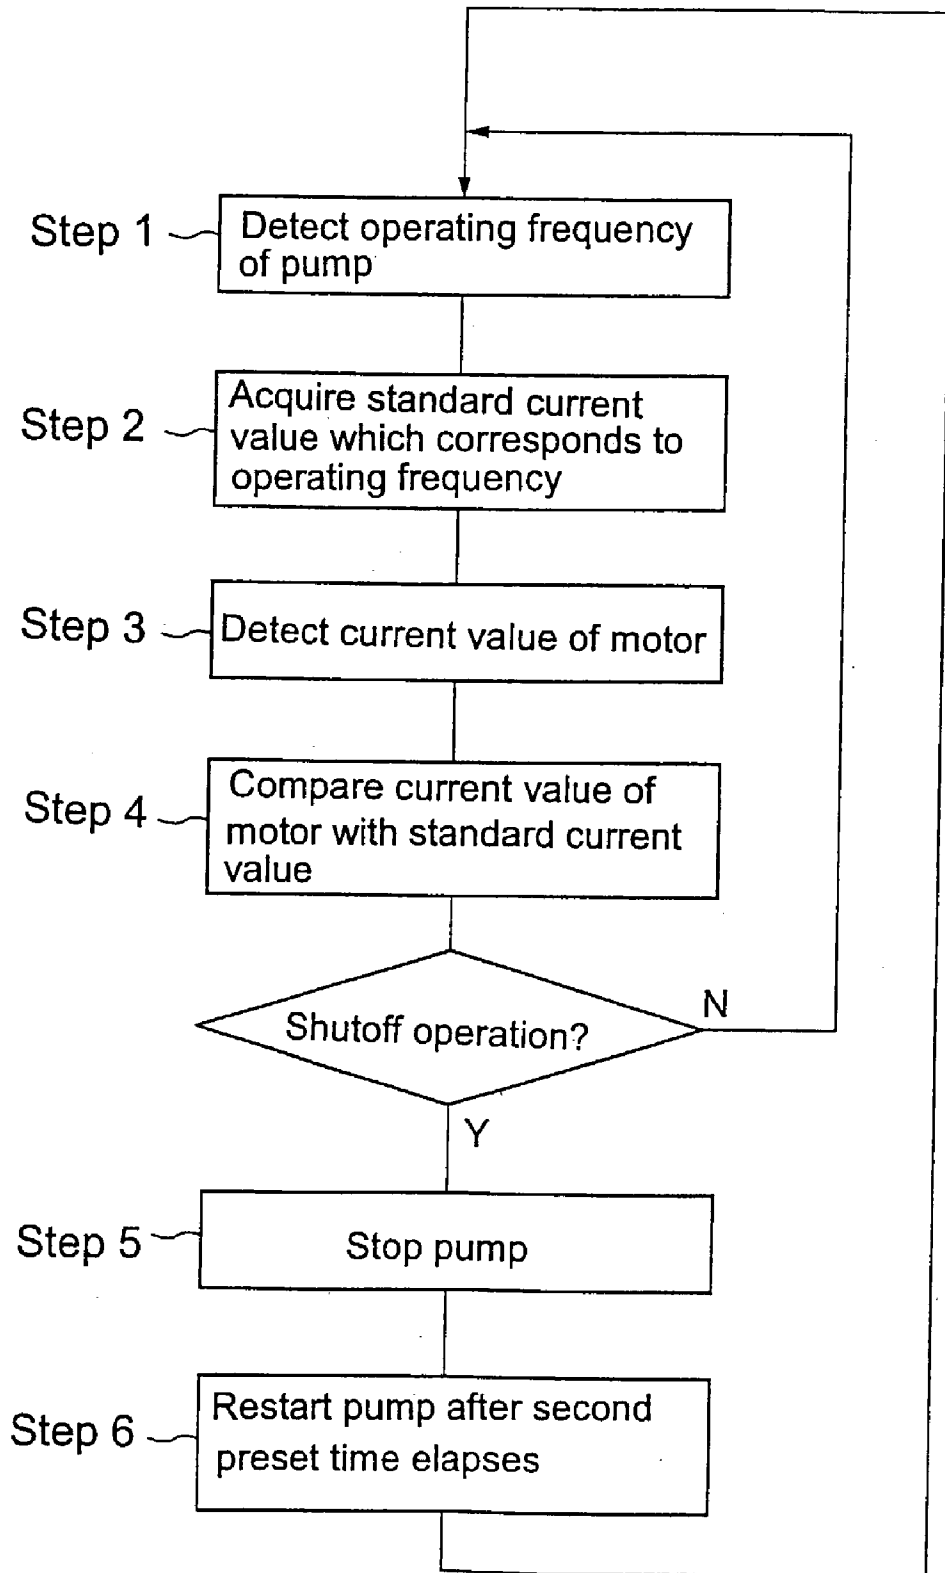 Step 1
Detect operating frequency
of pump
Step 2
Acquire standard current
value which corresponds to
operating frequency
Step 3
Detect current value of motor
Step 4
Compare current value of
motor with standard current
value
Shutoff operation?
N
Y
Step 5
Stop pump
Step 6
Restart pump after second
preset time elapses